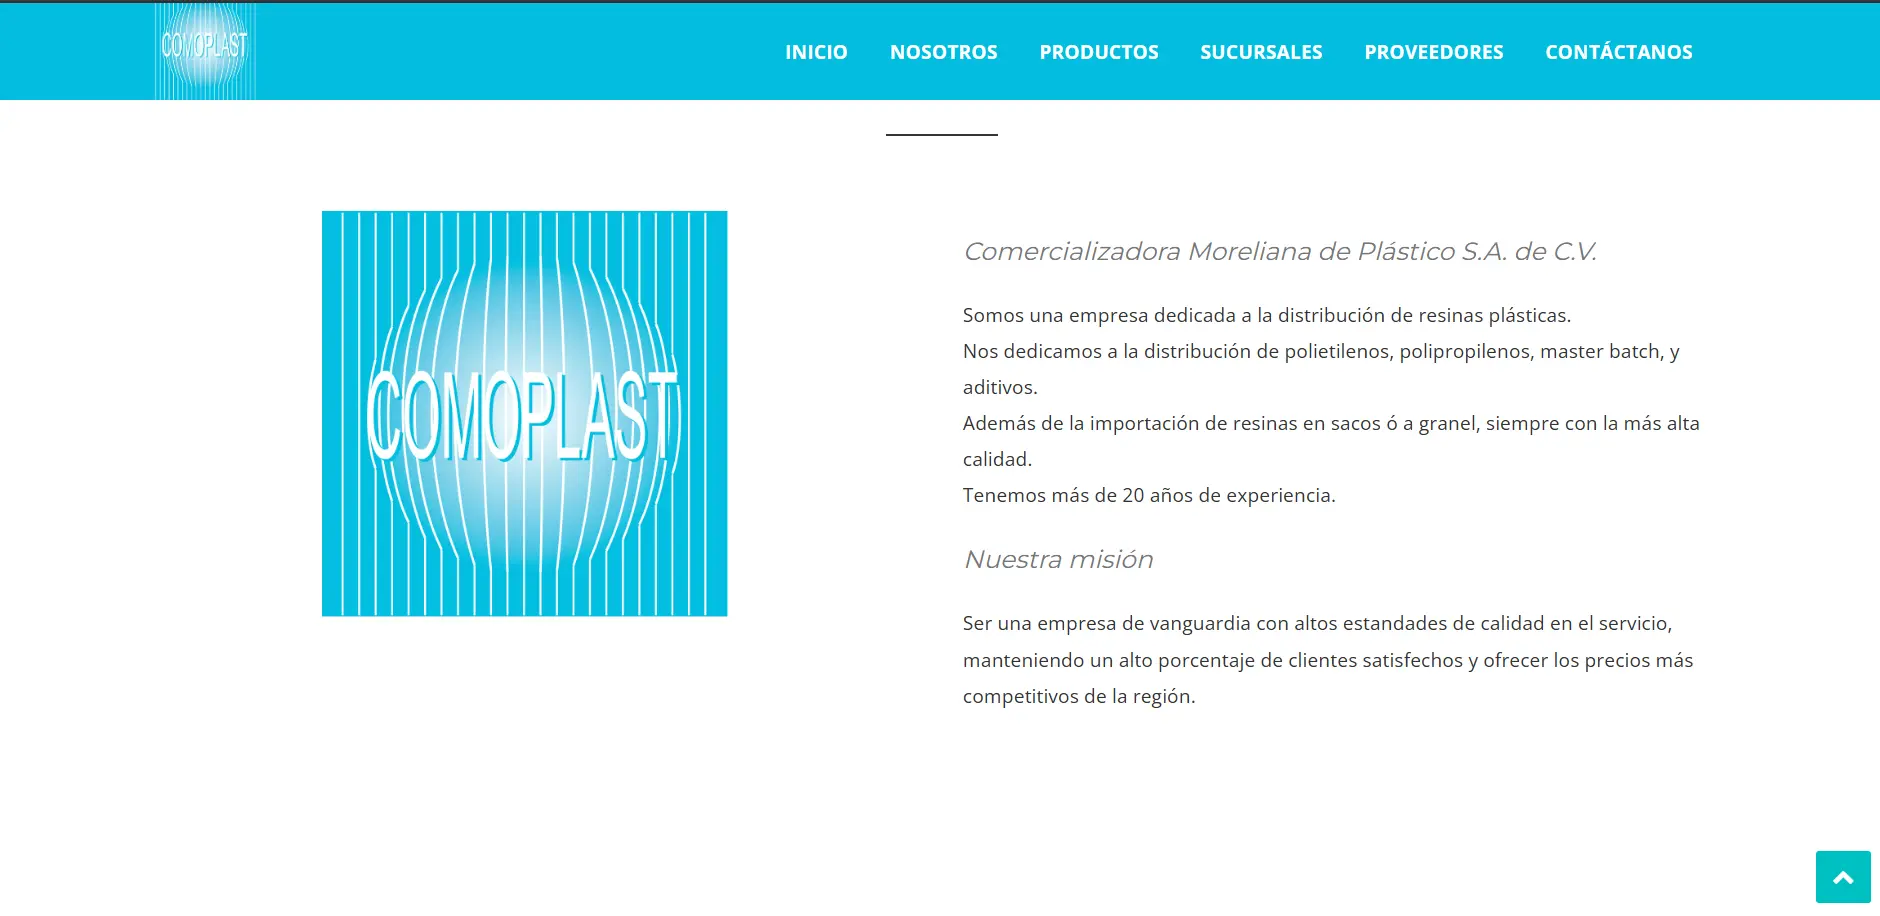 COMOPLAST
INICIO NOSOTROS PRODUCTOS SUCURSALES PROVEEDORES CONTÁCTANOS
COMOPLAST
Comercializadora Moreliana de Plástico S.A. de C.V.
Somos una empresa dedicada a la distribución de resinas plásticas.
Nos dedicamos a la distribución de polietilenos, polipropilenos, master batch, y
aditivos.
Además de la importación de resinas en sacos ó a granel, siempre con la más alta
calidad.
Tenemos más de 20 años de experiencia.
Nuestra misión
Ser una empresa de vanguardia con altos estandades de calidad en el servicio,
manteniendo un alto porcentaje de clientes satisfechos y ofrecer los precios más
competitivos de la región.